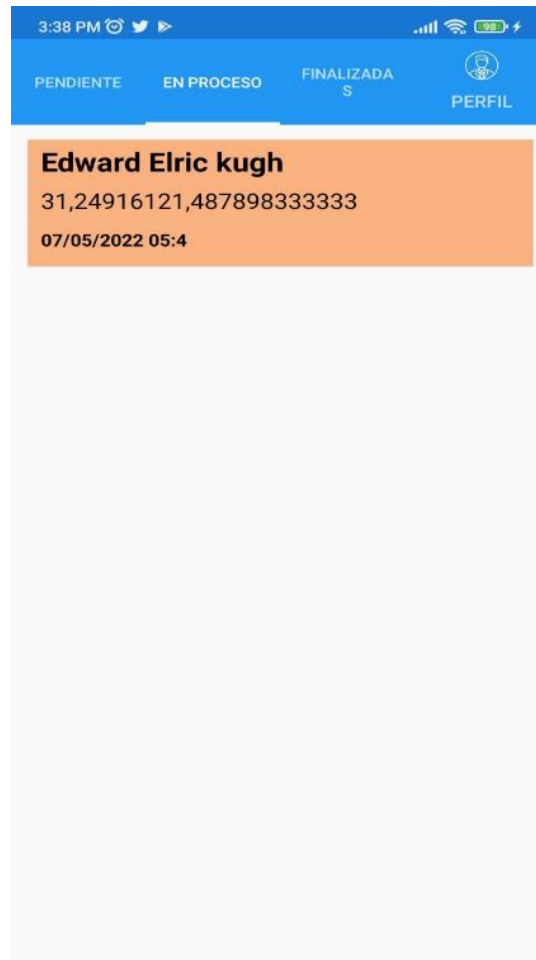 3:38 PM
98
PENDIENTE
EN PROCESO
FINALIZADA
S
PERFIL
Edward Elric kugh
31,24916121,487898333333
07/05/2022 05:4